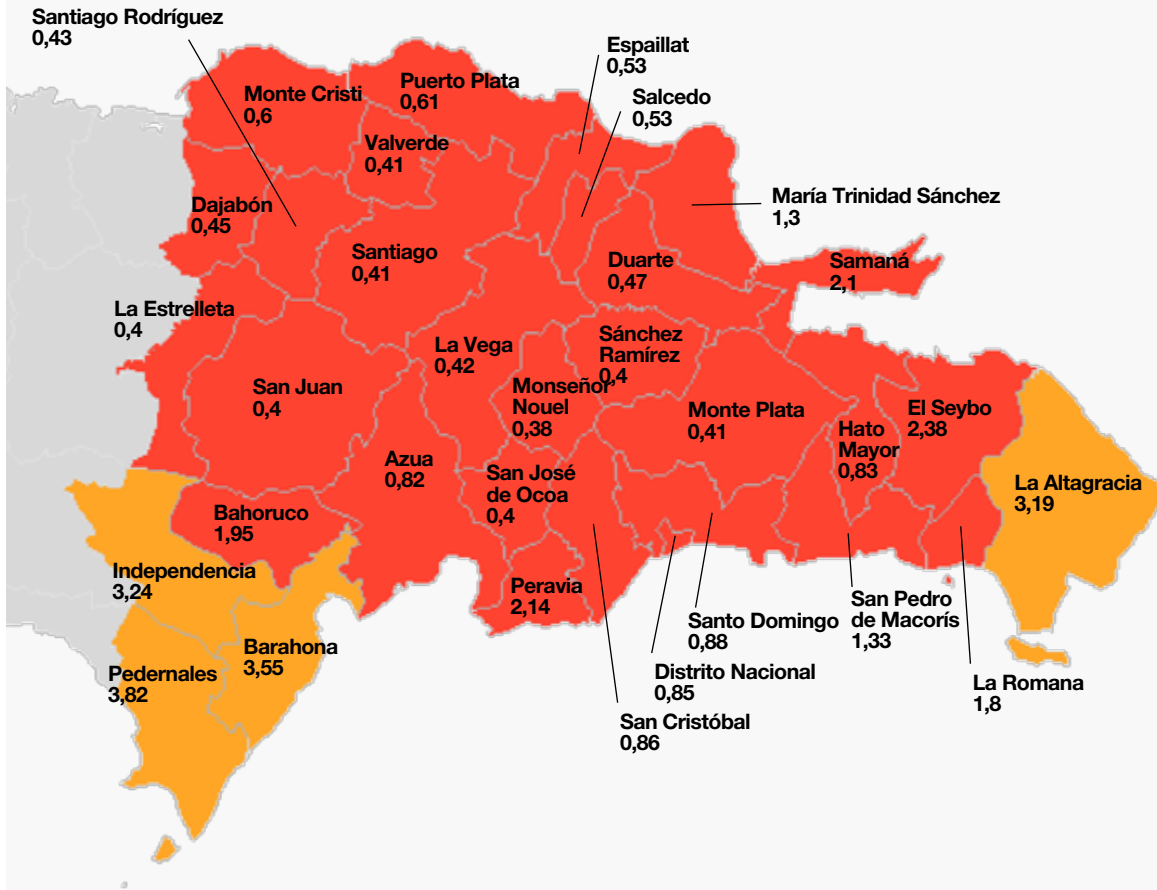 Santiago Rodríguez
0,43
Espaillat
0,53
Puerto Plata
0,61
Monte Cristi
0,6
Salcedo
0,53
Valverde
0,41
María Trinidad Sánchez
1,3
Dajabón
0,45
Santiago
0,41
Duarte
0,47
Samaná
2,1
La Estrelleta
0,4
Sánchez
Ramírez
0,4
La Vega
0,42
San Juan
0,4
Monseñor
Nouel
0,38
Monte Plata
0,41
El Seybo
2,38
Hato
Mayor
0,83
Azua
0,82
San José
de Ocoa
0,4
La Altagracia
3,19
Bahoruco
1,95
Independencia
3,24
Peravia
2,14
San Pedro
de Macorís
1,33
Santo Domingo
0,88
Barahona
3,55
Pedernales
3,82
Distrito Nacional
0,85
La Romana
1,8
San Cristóbal
0,86